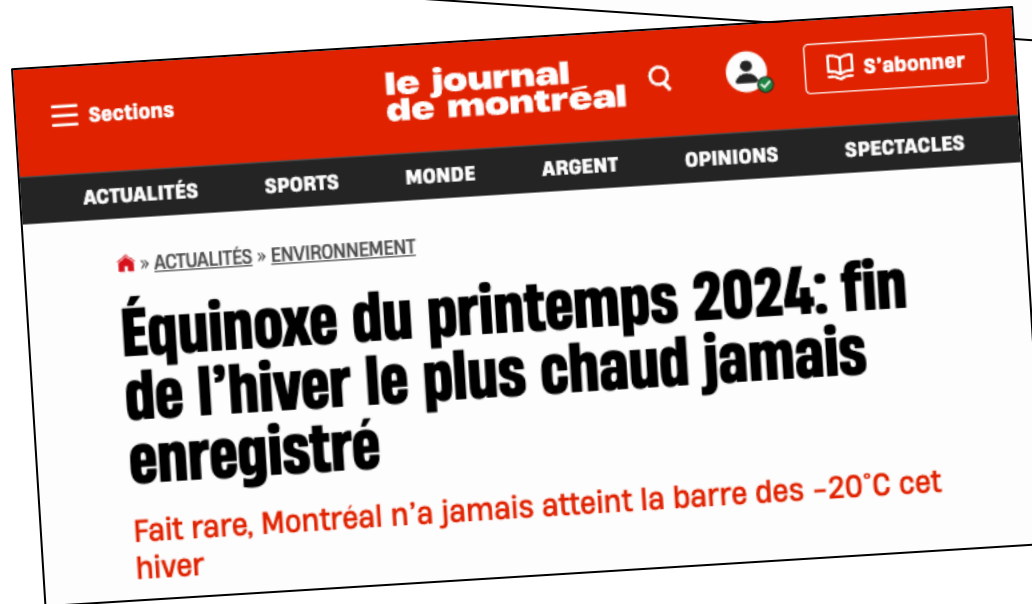 Sections
le journal
de montréal
S'abonner
ACTUALITÉS SPORTS MONDE ARGENT OPINIONS SPECTACLES
» ACTUALITÉS » ENVIRONNEMENT
Équinoxe du printemps 2024: fin
de l’hiver le plus chaud jamais
enregistré
Fait rare, Montréal n’a jamais atteint la barre des -20°C cet
hiver